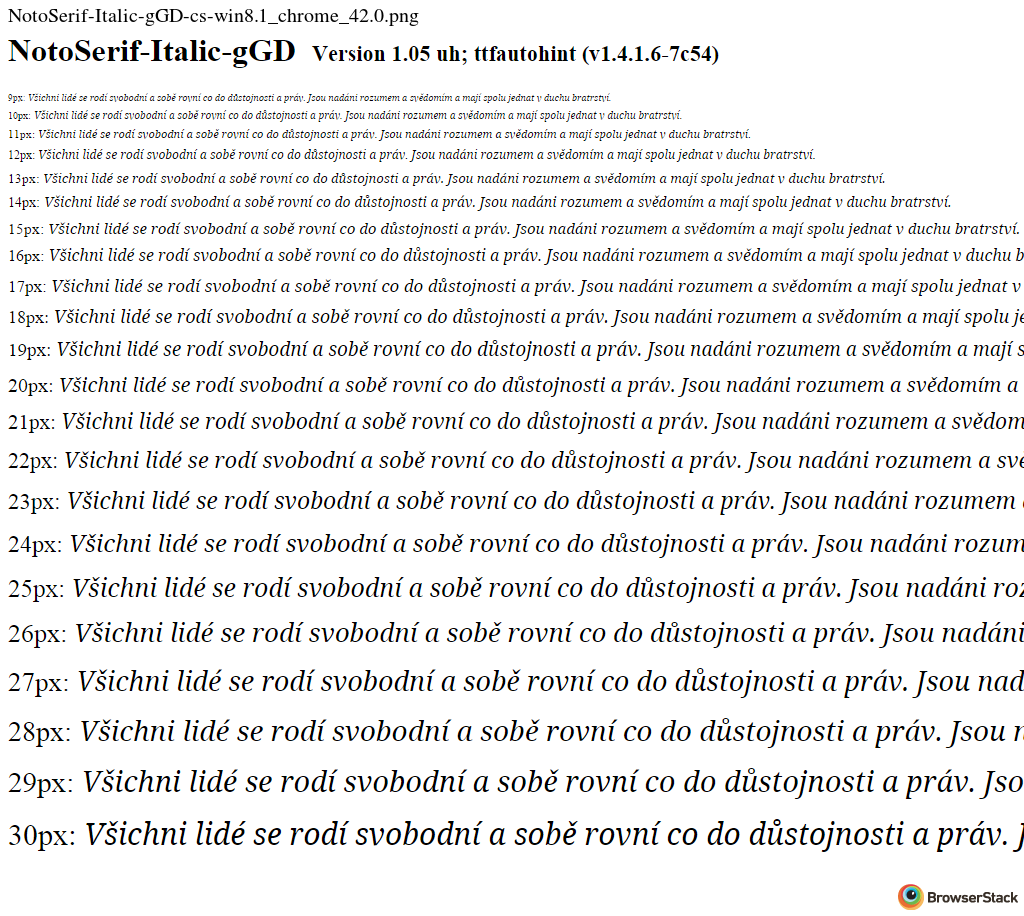 NotoSerif-Italic-gGD-cs-win8.1_chrome_42.0.png
NotoSerif-Italic-gGD Version 1.05 uh; ttfautohint (v1.4.1.6-7c54)
9px: Všichni lidé se rodí svobodní a sobě rovní co do důstojnosti a práv. Jsou nadáni rozumem a svědomím a mají spolu jednat v duchu bratrství.
10px: Všichni lidé se rodí svobodní a sobě rovní co do důstojnosti a práv. Jsou nadáni rozumem a svědomím a mají spolu jednat v duchu bratrství.
11px: Všichni lidé se rodí svobodní a sobě rovní co do důstojnosti a práv. Jsou nadáni rozumem a svědomím a mají spolu jednat v duchu bratrství.
12px: Všichni lidé se rodí svobodní a sobě rovní co do důstojnosti a práv. Jsou nadáni rozumem a svědomím a mají spolu jednat v duchu bratrství.
13px: Všichni lidé se rodí svobodní a sobě rovní co do důstojnosti a práv. Jsou nadáni rozumem a svědomím a mají spolu jednat v duchu bratrství.
14px: Všichni lidé se rodí svobodní a sobě rovní co do důstojnosti a práv. Jsou nadáni rozumem a svědomím a mají spolu jednat v duchu bratrství.
15px: Všichni lidé se rodí svobodní a sobě rovní co do důstojnosti a práv. Jsou nadáni rozumem a svědomím a mají spolu jednat v duchu bratrství.
16px: Všichni lidé se rodí svobodní a sobě rovní co do důstojnosti a práv. Jsou nadáni rozumem a svědomím a mají spolu jednat v duchu b
17px: Všichni lidé se rodí svobodní a sobě rovní co do důstojnosti a práv. Jsou nadáni rozumem a svědomím a mají spolu jednat v
18px: Všichni lidé se rodí svobodní a sobě rovní co do důstojnosti a práv. Jsou nadáni rozumem a svědomím a mají spolu je
19px: Všichni lidé se rodí svobodní a sobě rovní co do důstojnosti a práv. Jsou nadáni rozumem a svědomím a mají s
20px: Všichni lidé se rodí svobodní a sobě rovní co do důstojnosti a práv. Jsou nadáni rozumem a svědomím a
21px: Všichni lidé se rodí svobodní a sobě rovní co do důstojnosti a práv. Jsou nadáni rozumem a svědom
22px: Všichni lidé se rodí svobodní a sobě rovní co do důstojnosti a práv. Jsou nadáni rozumem a sve
23px: Všichni lidé se rodí svobodní a sobě rovní co do důstojnosti a práv. Jsou nadáni rozumem
24px: Všichni lidé se rodí svobodní a sobě rovní co do důstojnosti a práv. Jsou nadáni rozum
25px: Všichni lidé se rodí svobodní a sobě rovní co do důstojnosti a práv. Jsou nadáni roz
26px: Všichni lidé se rodí svobodní a sobě rovní co do důstojnosti a práv. Jsou nadáni
27px: Všichni lidé se rodí svobodní a sobě rovní co do důstojnosti a práv. Jsou nad
28px: Všichni lidé se rodí svobodní a sobě rovní co do důstojnosti a práv. Jsou n
29px: Všichni lidé se rodí svobodní a sobě rovní co do důstojnosti a práv. Jso
30px: Všichni lidé se rodí svobodní a sobě rovní co do důstojnosti a práv. J
BrowserStack